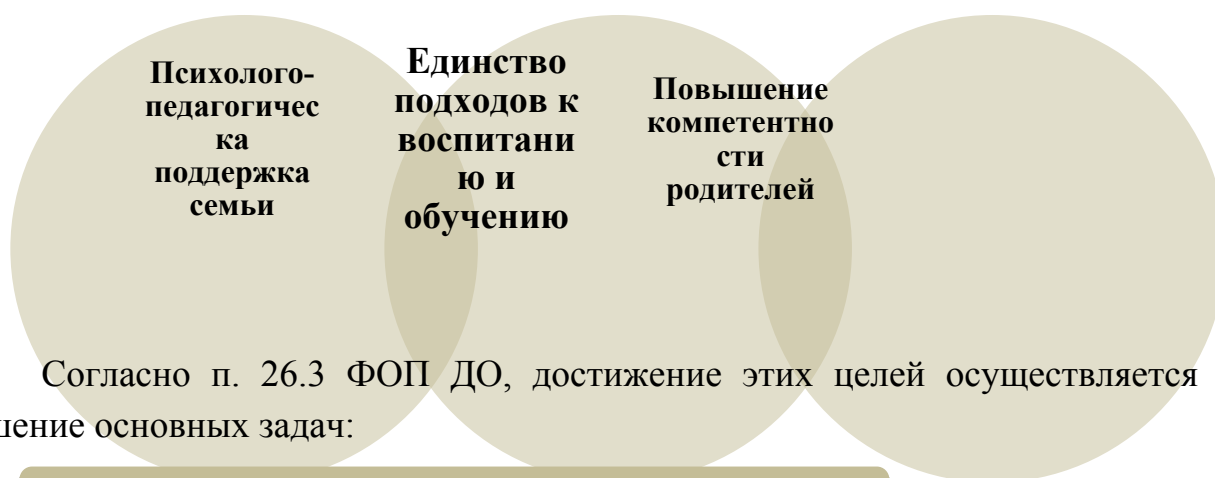 Психолого-
педагогичес
ка
поддержка
семьи
Единство
подходов к
воспитани
ю и
обучению
Повышение
компетентно
сти
родителей
Согласно п. 26.3 ФОП ДО, достижение этих целей осуществляется
шение основных задач: